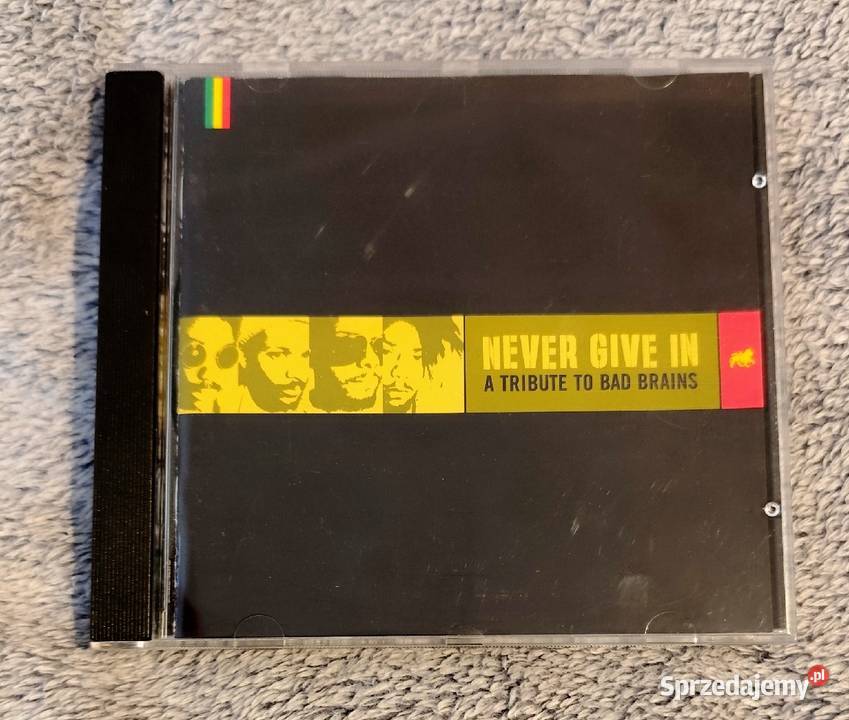 NEVER GIVE IN
A TRIBUTE TO BAD BRAINS
Sprzedajemy.pl